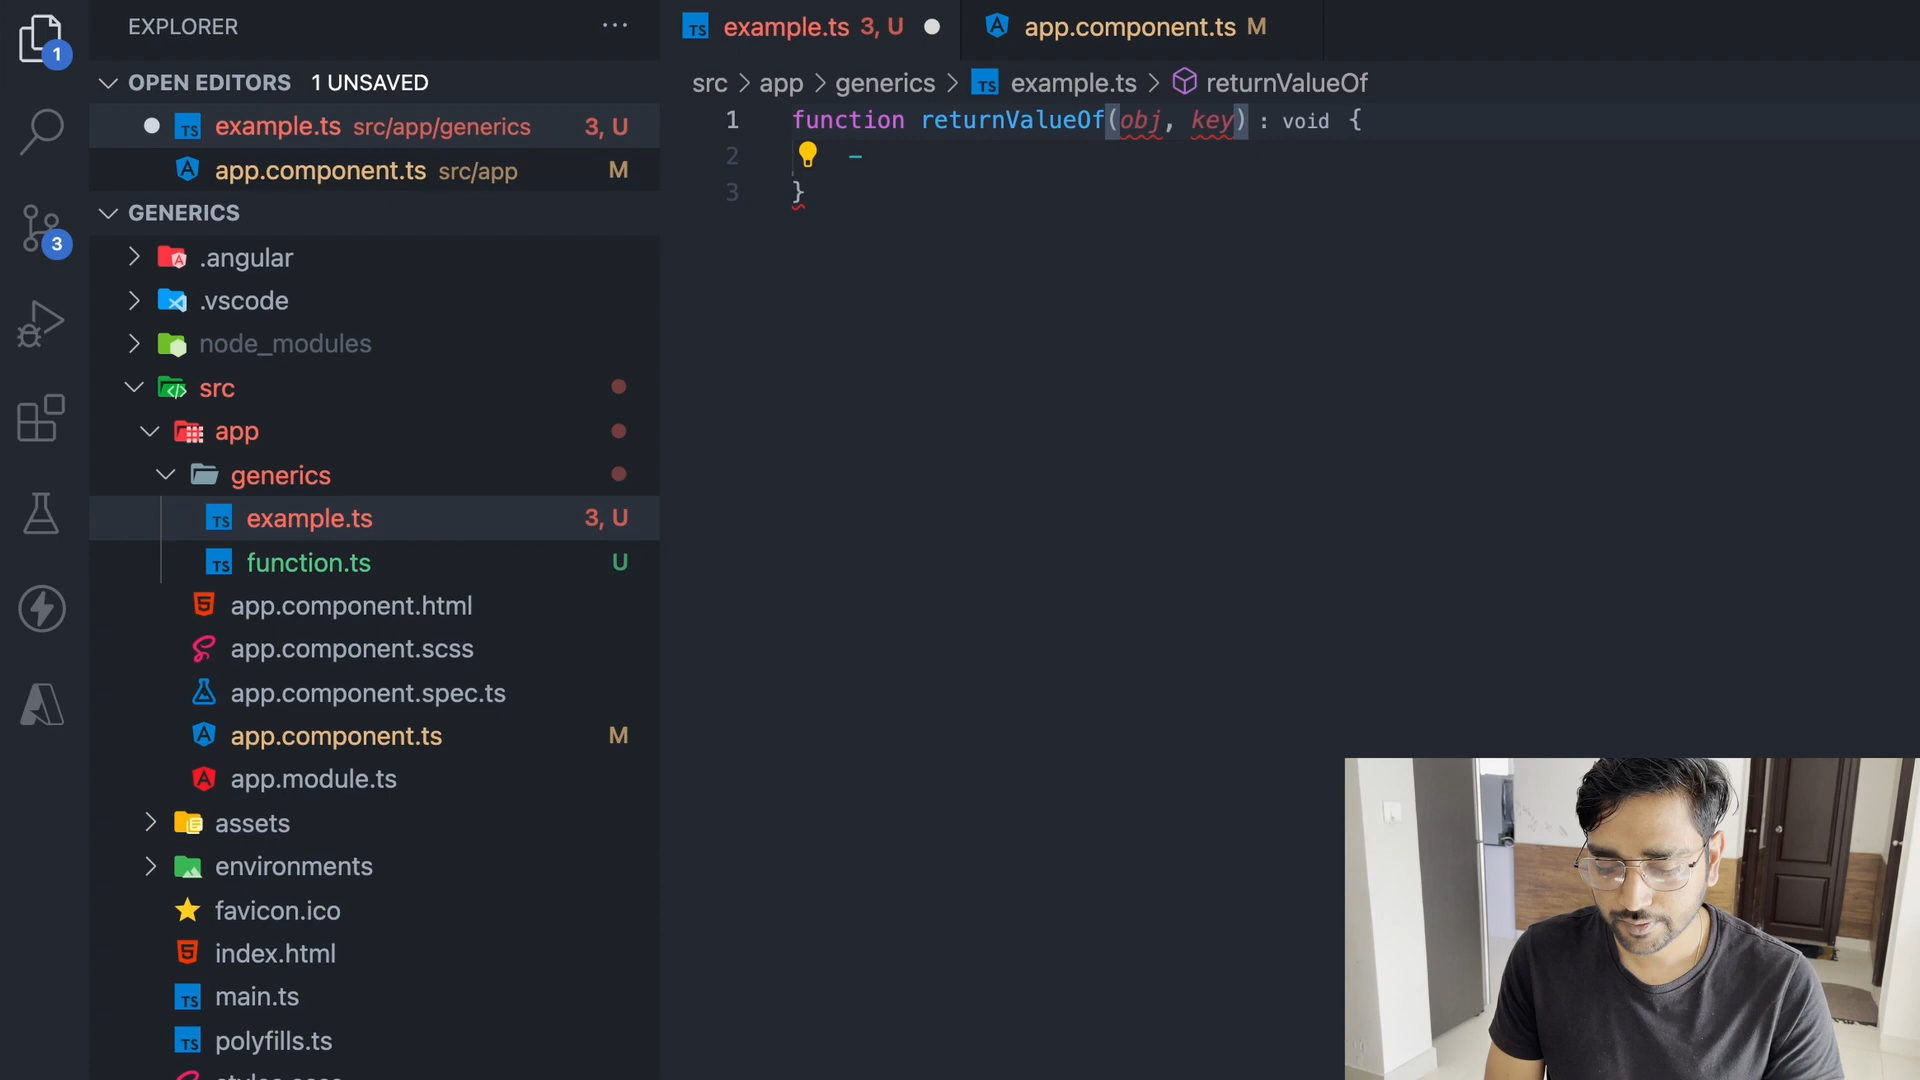 EXPLORER
OPEN EDITORS 1 UNSAVED
example.ts src/app/generics 3, U
app.component.ts src/app M
GENERICS
.angular
.vscode
node_modules
src
app
generics
example.ts 3, U
function.ts U
app.component.html
app.component.scss
app.component.spec.ts
app.component.ts M
app.module.ts
assets
environments
favicon.ico
index.html
main.ts
polyfills.ts
1
3
example.ts 3, U
app.component.ts M
src > app > generics > example.ts > returnValueOf
1 function returnValueOf(obj, key) : void {
2
3 }